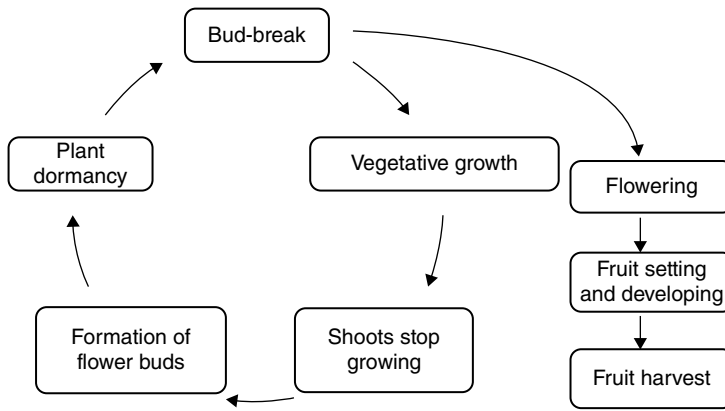 Bud-break
Plant
dormancy
Vegetative growth
Flowering
Fruit setting
and developing
Formation of
flower buds
Shoots stop
growing
Fruit harvest